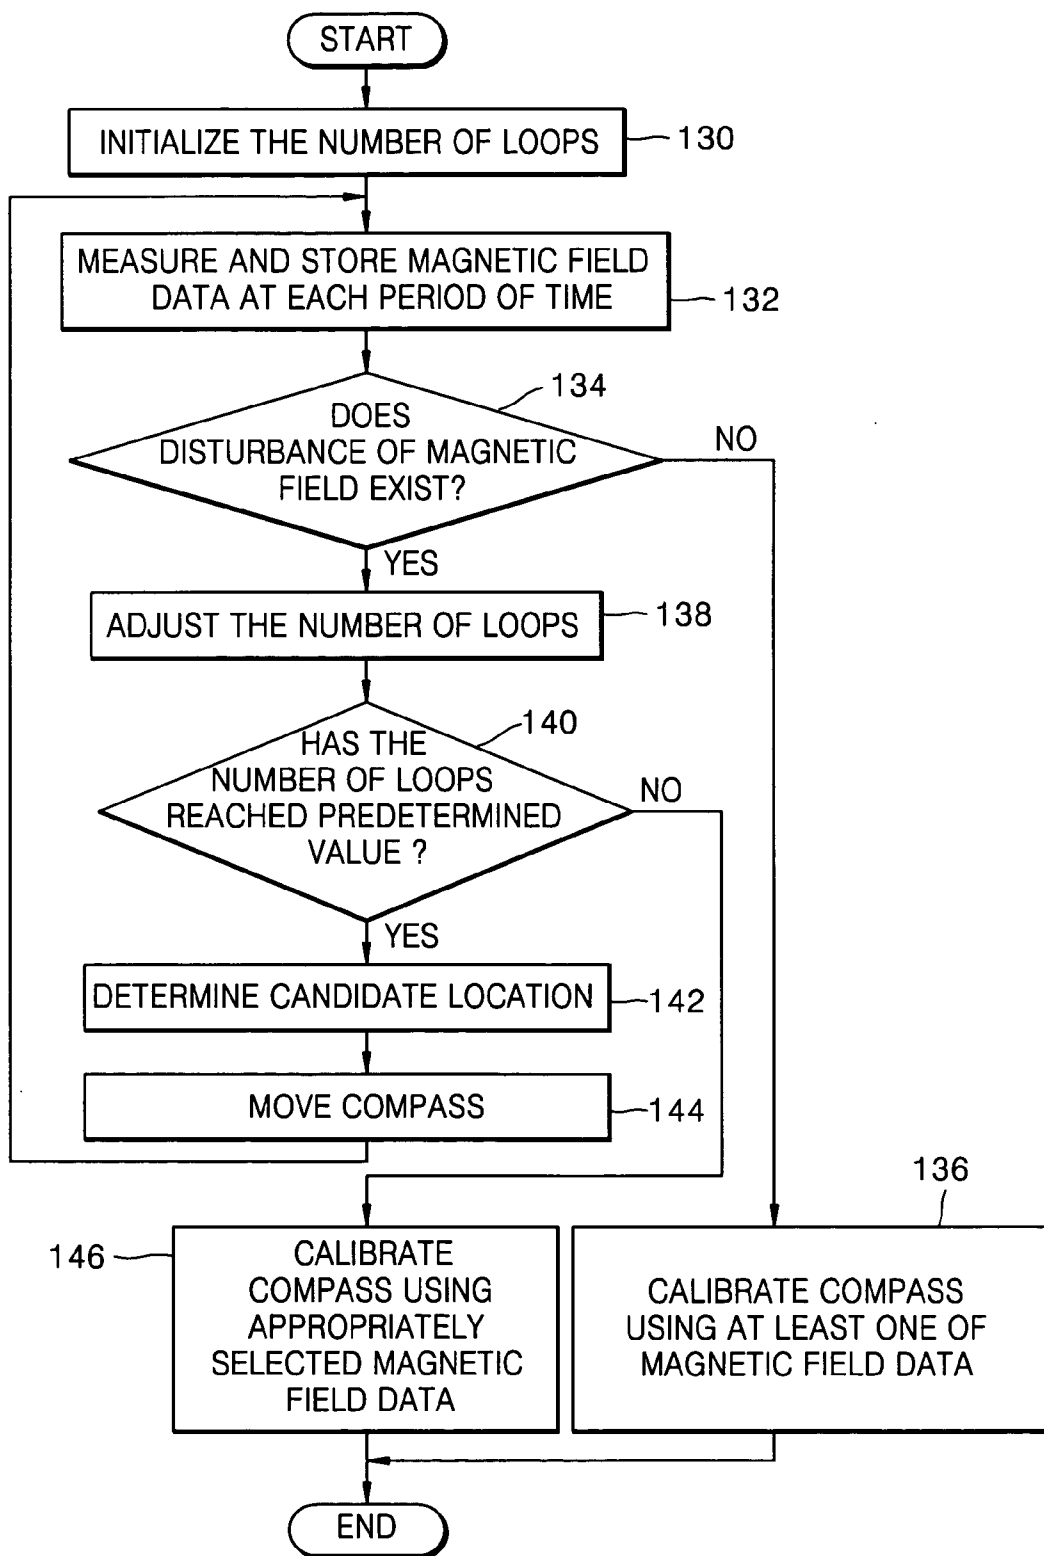 START
INITIALIZE THE NUMBER OF LOOPS
130
MEASURE AND STORE MAGNETIC FIELD
DATA AT EACH PERIOD OF TIME
132
134
DOES
DISTURBANCE OF MAGNETIC
FIELD EXIST?
NO
YES
ADJUST THE NUMBER OF LOOPS
138
140
HAS THE
NUMBER OF LOOPS
REACHED PREDETERMINED
VALUE ?
NO
YES
DETERMINE CANDIDATE LOCATION
142
MOVE COMPASS
144
136
146
CALIBRATE
COMPASS USING
APPROPRIATELY
SELECTED MAGNETIC
FIELD DATA
CALIBRATE COMPASS
USING AT LEAST ONE OF
MAGNETIC FIELD DATA
END